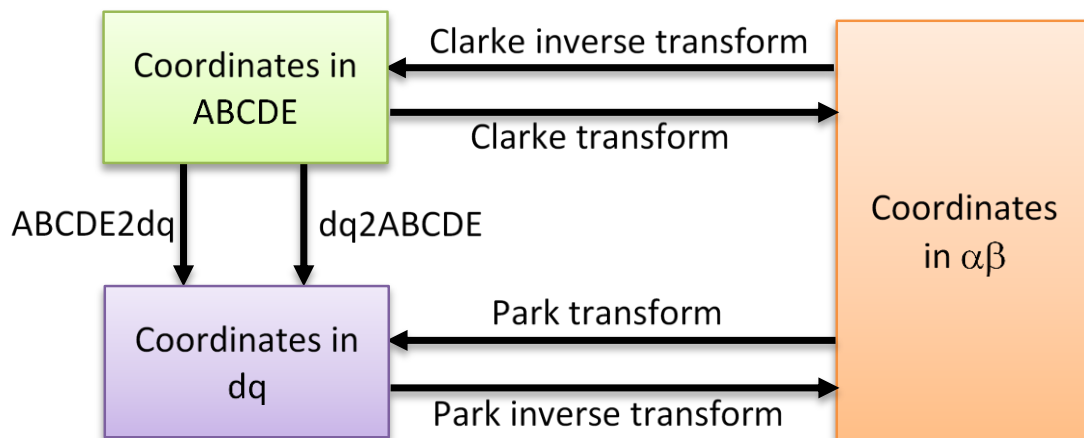 Coordinates in
ABCDE
Clarke inverse transform
Clarke transform
ABCDE2dq
dq2ABCDE
Coordinates
in αβ
Coordinates in
dq
Park transform
Park inverse transform